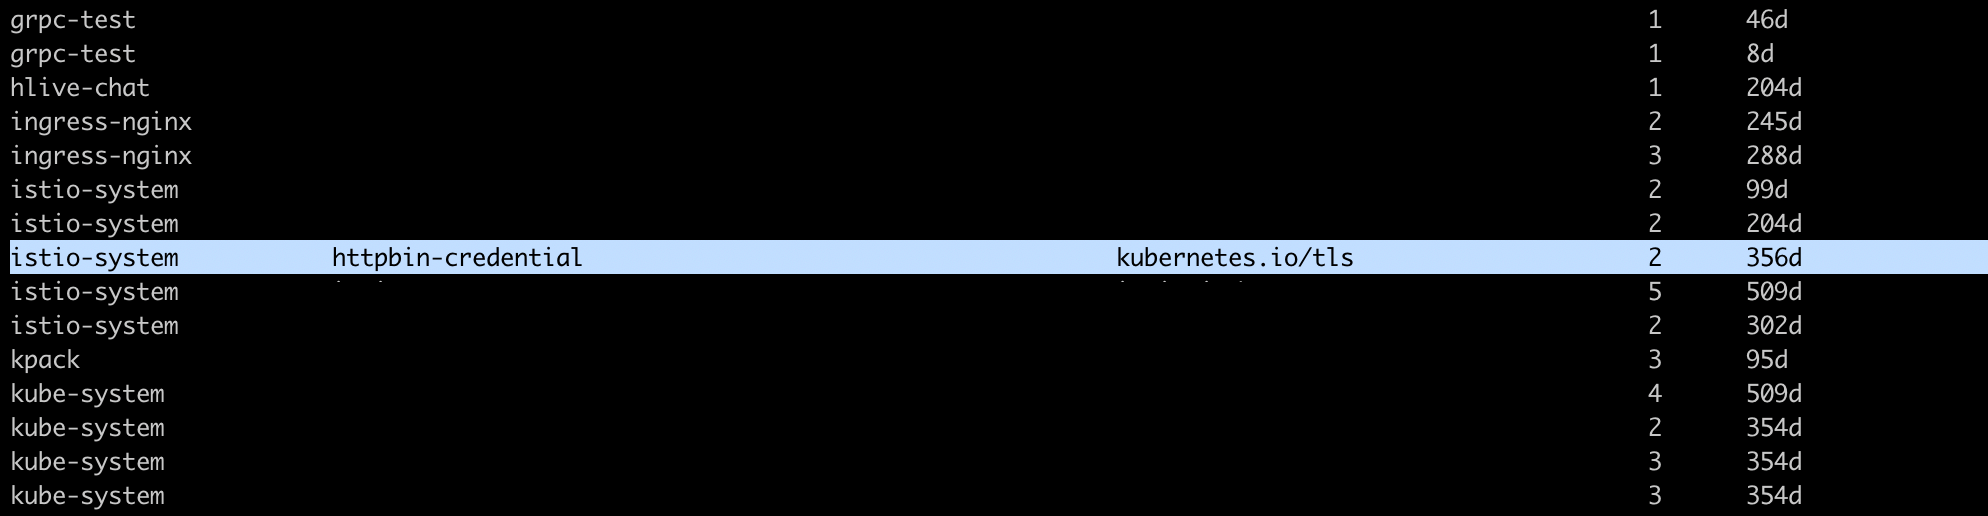 grpc-test 1 46d
grpc-test 1 8d
hlive-chat 1 204d
ingress-nginx 2 245d
ingress-nginx 3 288d
istio-system 2 99d
istio-system 2 204d
istio-system httpbin-credential kubernetes.io/tls 2 356d
istio-system 5 509d
istio-system 2 302d
kpack 3 95d
kube-system 4 509d
kube-system 2 354d
kube-system 3 354d
kube-system 3 354d